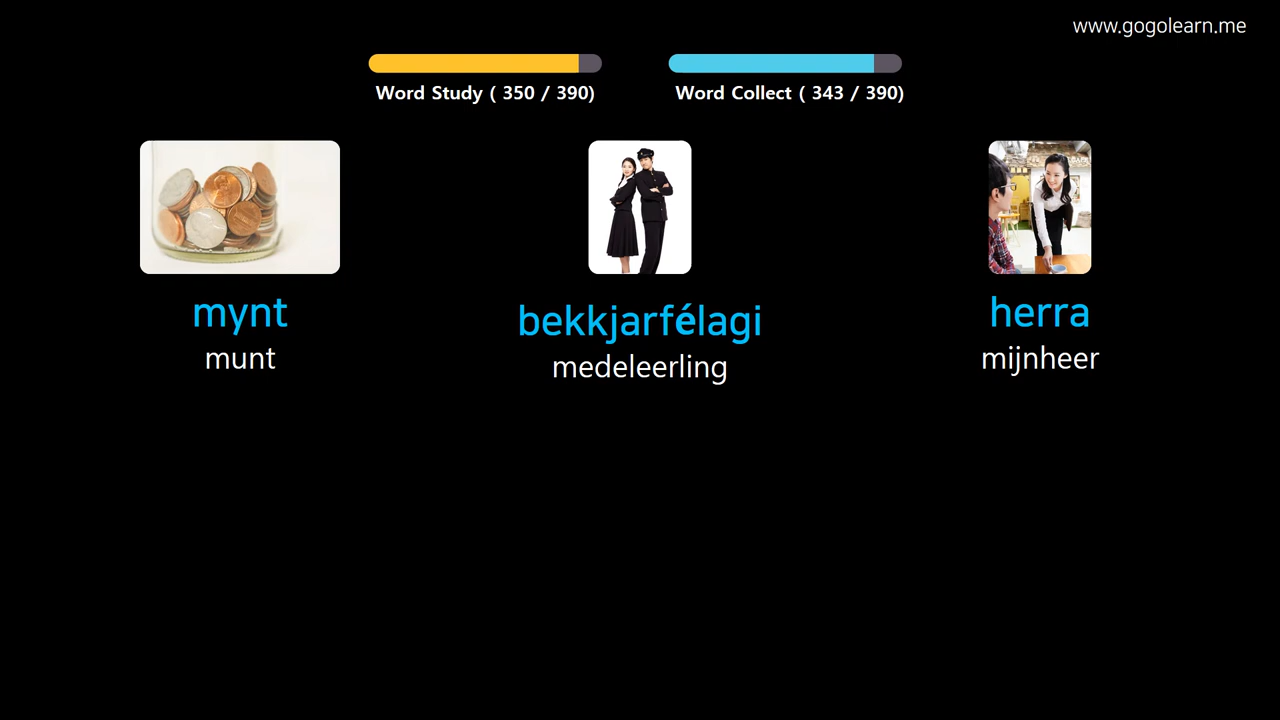 www.gogolearn.me
Word Study ( 350 / 390)
Word Collect ( 343 / 390)
mynt
munt
bekkjarfélagi
medeleerling
herra
mijnheer